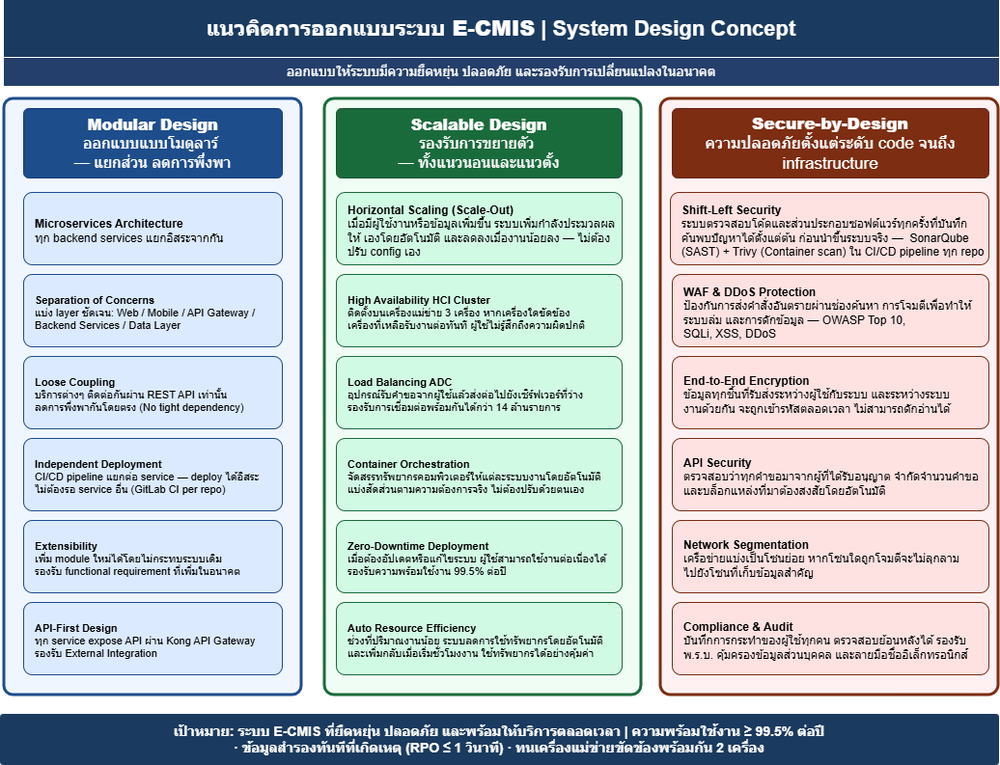 แนวคิดการออกแบบระบบ E-CMIS | System Design Concept
ออกแบบให้ระบบมีความยืดหยุ่น ปลอดภัย และรองรับการเปลี่ยนแปลงในอนาคต
Modular Design
ออกแบบแบบโมดูลาร์
— แยกส่วน ลดการพึ่งพา
Microservices Architecture
ทุก backend services แยกอิสระจากกัน
Separation of Concerns
แบ่ง layer ชัดเจน: Web / Mobile / API Gateway /
Backend Services / Data Layer
Loose Coupling
บริการต่างๆ ติดต่อกันผ่าน REST API เท่านั้น
ลดการพึ่งพากันโดยตรง (No tight dependency)
Independent Deployment
CI/CD pipeline แยกต่อ service — deploy ได้อิสระ
ไม่ต้องรอ service อื่น (GitLab CI per repo)
Extensibility
เพิ่ม module ใหม่ได้โดยไม่กระทบระบบเดิม
รองรับ functional requirement ที่เพิ่มในอนาคต
API-First Design
ทุก service expose API ผ่าน Kong API Gateway
รองรับ External Integration
Scalable Design
รองรับการขยายตัว
— ทั้งแนวนอนและแนวตั้ง
Horizontal Scaling (Scale-Out)
เมื่อมีผู้ใช้งานหรือข้อมูลเพิ่มขึ้น ระบบเพิ่มกำลังประมวลผล
ให้ เองโดยอัตโนมัติ และลดลงเมื่องานน้อยลง — ไม่ต้อง
ปรับ config เอง
High Availability HCI Cluster
ติดตั้งบนเครื่องแม่ข่าย 3 เครื่อง หากเครื่องใดขัดข้อง
เครื่องที่เหลือรับงานต่อทันที ผู้ใช้ไม่รู้สึกถึงความผิดปกติ
Load Balancing ADC
อุปกรณ์รับคำขอจากผู้ใช้แล้วส่งต่อไปยังเซิร์ฟเวอร์ที่ว่าง
รองรับการเชื่อมต่อพร้อมกันได้กว่า 14 ล้านรายการ
Container Orchestration
จัดสรรทรัพยากรคอมพิวเตอร์ให้แต่ละระบบงานโดยอัตโนมัติ
แบ่งสัดส่วนตามความต้องการจริง ไม่ต้องปรับด้วยตนเอง
Zero-Downtime Deployment
เมื่อต้องอัปเดตหรือแก้ไขระบบ ผู้ใช้สามารถใช้งานต่อเนื่องได้
รองรับความพร้อมใช้งาน 99.5% ต่อปี
Auto Resource Efficiency
ช่วงที่ปริมาณงานน้อย ระบบลดการใช้ทรัพยากรโดยอัตโนมัติ
และเพิ่มกลับเมื่อเริ่มชั่วโมงงาน ใช้ทรัพยากรได้อย่างคุ้มค่า
Secure-by-Design
ความปลอดภัยตั้งแต่ระดับ code จนถึง
infrastructure
Shift-Left Security
ระบบตรวจสอบโค้ดและส่วนประกอบซอฟต์แวร์ทุกครั้งที่บันทึก
ค้นพบปัญหาได้ตั้งแต่ต้น ก่อนนำขึ้นระบบจริง — SonarQube
(SAST) + Trivy (Container scan) ใน CI/CD pipeline ทุก repo
WAF & DDoS Protection
ป้องกันการส่งคำสั่งอันตรายผ่านช่องค้นหา การโจมตีเพื่อทำให้
ระบบล่ม และการดักข้อมูล — OWASP Top 10,
SQLi, XSS, DDoS
End-to-End Encryption
ข้อมูลทุกชิ้นที่รับส่งระหว่างผู้ใช้กับระบบ และระหว่างระบบ
งานด้วยกัน จะถูกเข้ารหัสตลอดเวลา ไม่สามารถดักอ่านได้
API Security
ตรวจสอบว่าทุกคำขอมาจากผู้ที่ได้รับอนุญาต จำกัดจำนวนคำขอ
และบล็อกแหล่งที่มาต้องสงสัยโดยอัตโนมัติ
Network Segmentation
เครือข่ายแบ่งเป็นโซนย่อย หากโซนใดถูกโจมตีจะไม่ลุกลาม
ไปยังโซนที่เก็บข้อมูลสำคัญ
Compliance & Audit
บันทึกการกระทำของผู้ใช้ทุกคน ตรวจสอบย้อนหลังได้ รองรับ
พ.ร.บ. คุ้มครองข้อมูลส่วนบุคคล และลายมือชื่ออิเล็กทรอนิกส์
เป้าหมาย: ระบบ E-CMIS ที่ยืดหยุ่น ปลอดภัย และพร้อมให้บริการตลอดเวลา | ความพร้อมใช้งาน ≥ 99.5% ต่อปี
· ข้อมูลสำรองทันทีที่เกิดเหตุ (RPO ≤ 1 วินาที) · ทนเครื่องแม่ข่ายขัดข้องพร้อมกัน 2 เครื่อง